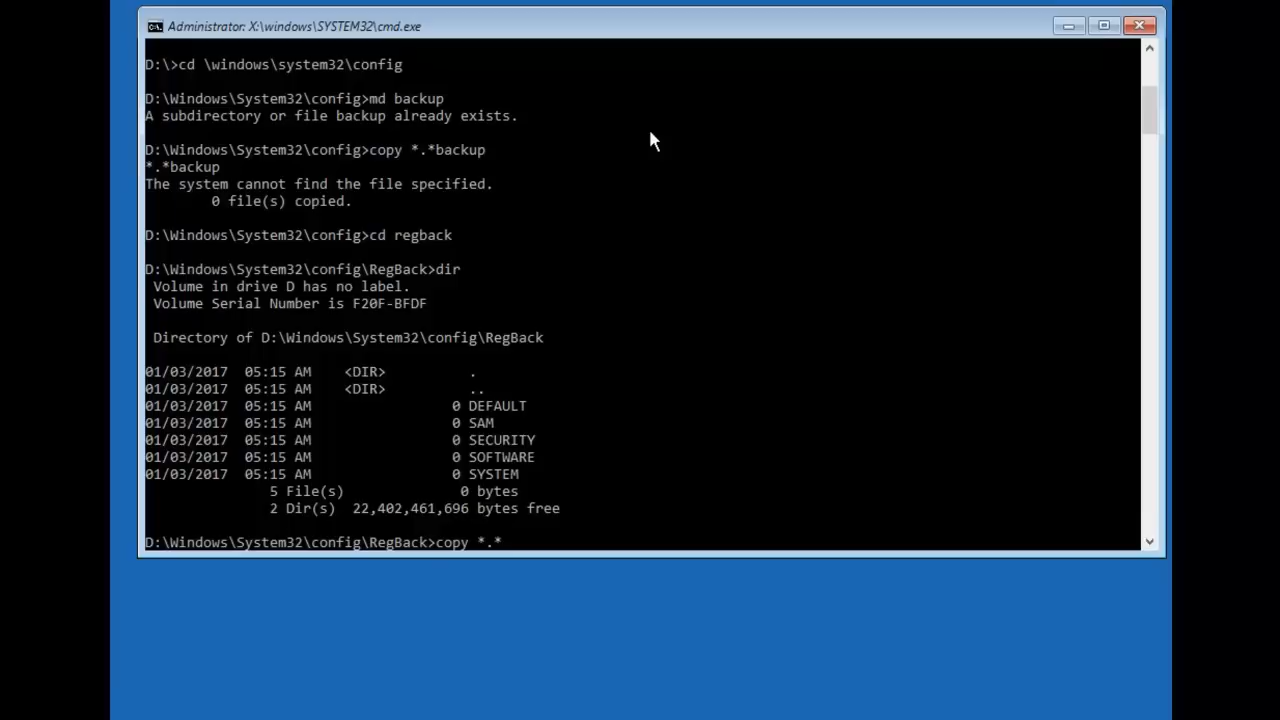 Administrator: X:\windows\SYSTEM32\cmd.exe
D:\>cd \windows\system32\config
D:\Windows\System32\config>md backup
A subdirectory or file backup already exists.
D:\Windows\System32\config>copy *.*backup
*.*backup
The system cannot find the file specified.
        0 file(s) copied.
D:\Windows\System32\config>cd regback
D:\Windows\System32\config\RegBack>dir
 Volume in drive D has no label.
 Volume Serial Number is F20F-BFDF
 Directory of D:\Windows\System32\config\RegBack
01/03/2017  05:15 AM    <DIR>          .
01/03/2017  05:15 AM    <DIR>          ..
01/03/2017  05:15 AM                 0 DEFAULT
01/03/2017  05:15 AM                 0 SAM
01/03/2017  05:15 AM                 0 SECURITY
01/03/2017  05:15 AM                 0 SOFTWARE
01/03/2017  05:15 AM                 0 SYSTEM
               5 File(s)              0 bytes
               2 Dir(s)  22,402,461,696 bytes free
D:\Windows\System32\config\RegBack>copy *.*